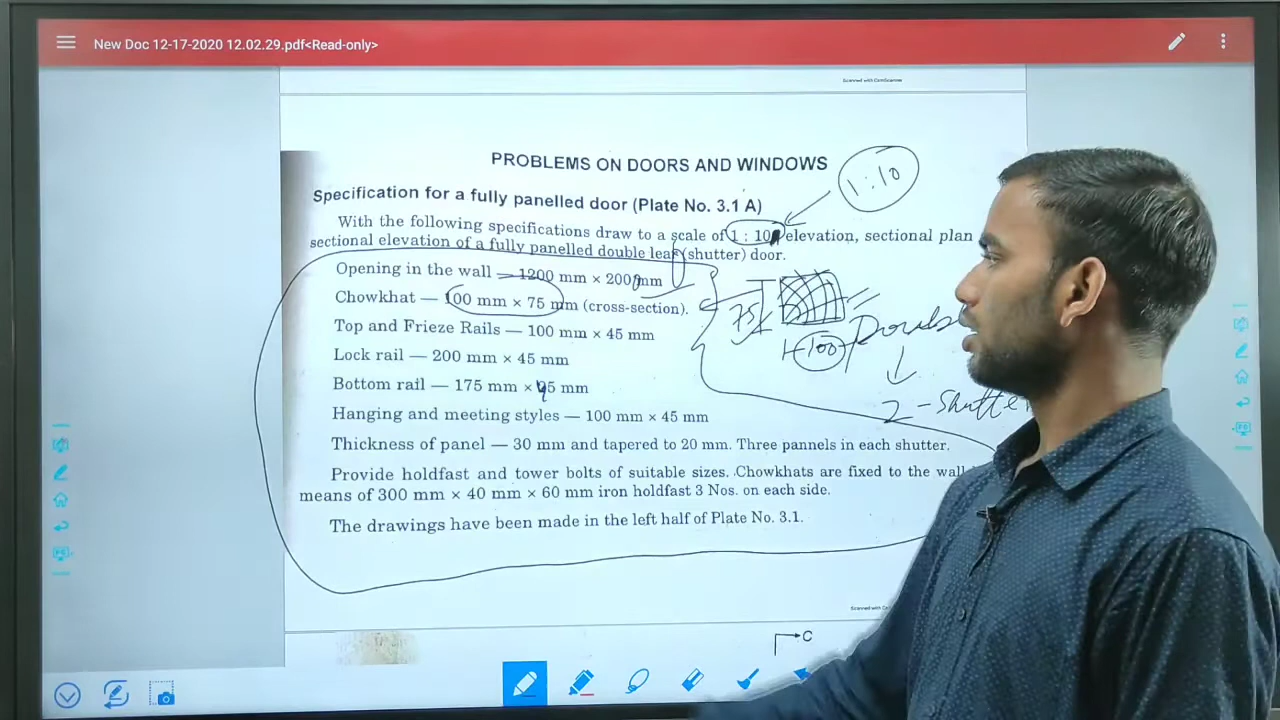 New Doc 12-17-2020 12.02.29.pdf<Read-only>
Scanned with CamScanner
PROBLEMS ON DOORS AND WINDOWS
1:10
Specification for a fully panelled door (Plate No. 3.1 A)
With the following specifications draw to a scale of 1 : 10 elevation, sectional plan
sectional elevation of a fully panelled double leaf (shutter) door.
Opening in the wall — 1200 mm × 2000 mm
Chowkhat — 100 mm × 75 mm (cross-section).
75
100
Double
2-Shutter
Top and Frieze Rails — 100 mm × 45 mm
Lock rail — 200 mm × 45 mm
Bottom rail — 175 mm × 45 mm
Hanging and meeting styles — 100 mm × 45 mm
Thickness of panel — 30 mm and tapered to 20 mm. Three pannels in each shutter.
Provide holdfast and tower bolts of suitable sizes. Chowkhats are fixed to the wall
means of 300 mm × 40 mm × 60 mm iron holdfast 3 Nos. on each side.
The drawings have been made in the left half of Plate No. 3.1.
Scanned with
C